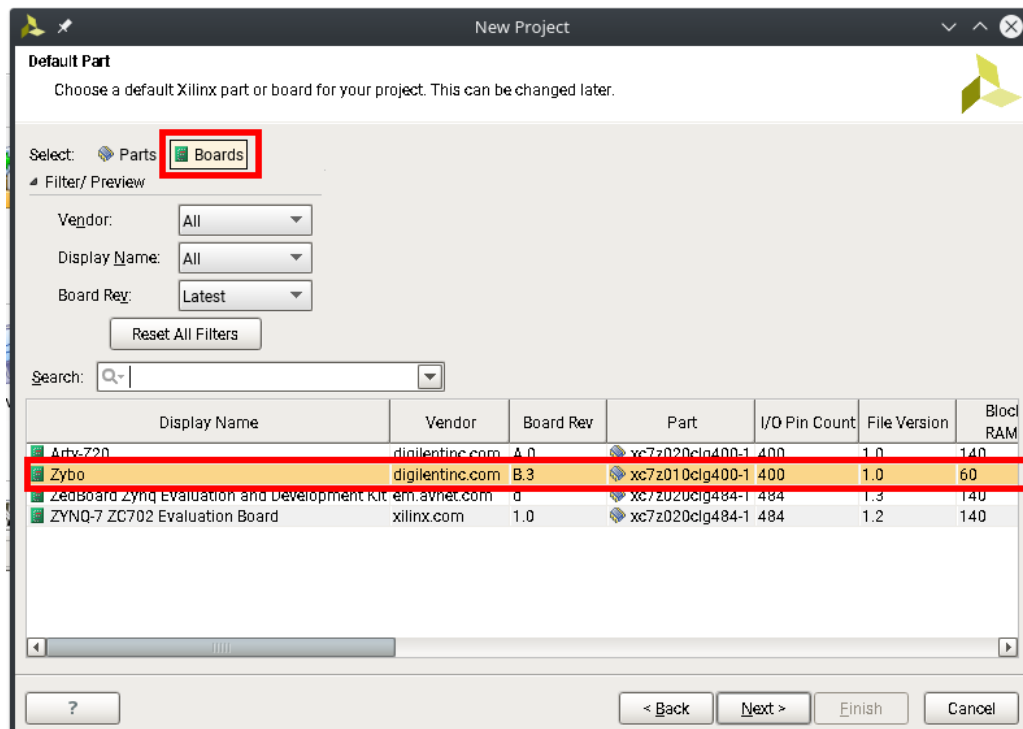 New Project
Default Part
Choose a default Xilinx part or board for your project. This can be changed later.
Select: Parts Boards
Filter/ Preview
Vendor: All
Display Name: All
Board Rev: Latest
Reset All Filters
Search:
Display Name Vendor Board Rev Part I/O Pin Count File Version Block RAM
Arty-Z20 digilentinc.com A.0 xc7z020clg400-1 400 1.0 140
Zybo digilentinc.com B.3 xc7z010clg400-1 400 1.0 60
ZedBoard Zynq Evaluation and Development Kit em.avnet.com d xc7z020clg484-1 484 1.3 140
ZYNQ-7 ZC702 Evaluation Board xilinx.com 1.0 xc7z020clg484-1 484 1.2 140
? < Back Next > Finish Cancel